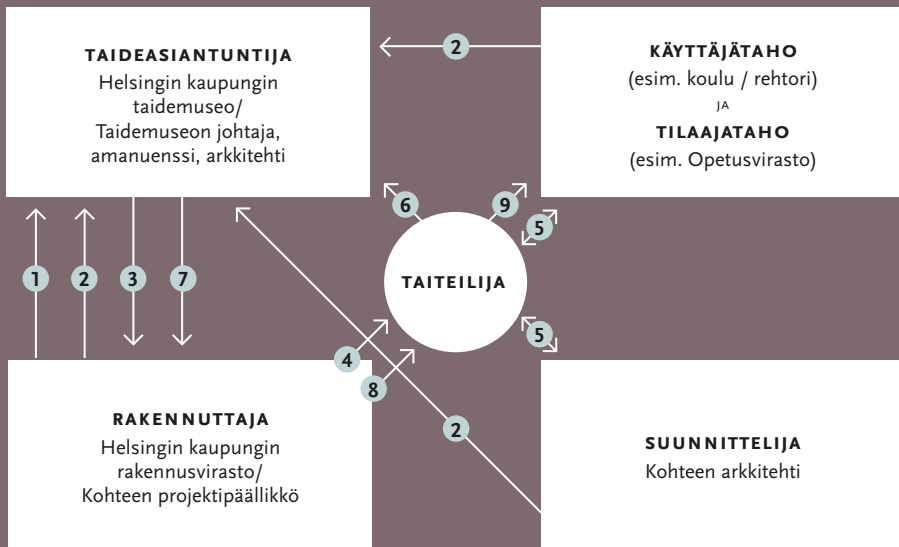 TAIDEASIANTUNTIJA
Helsingin kaupungin
taidemuseo/
Taidemuseon johtaja,
amanuenssi, arkkitehti
2
KÄYTTÄJÄTAHO
(esim. koulu / rehtori)
JA
TILAAJATAHO
(esim. Opetusvirasto)
6
9
5
1
2
3
7
TAITEILIJA
5
4
8
2
RAKENNUTTAJA
Helsingin kaupungin
rakennusvirasto/
Kohteen projektipäällikkö
SUUNNITTELIJA
Kohteen arkkitehti